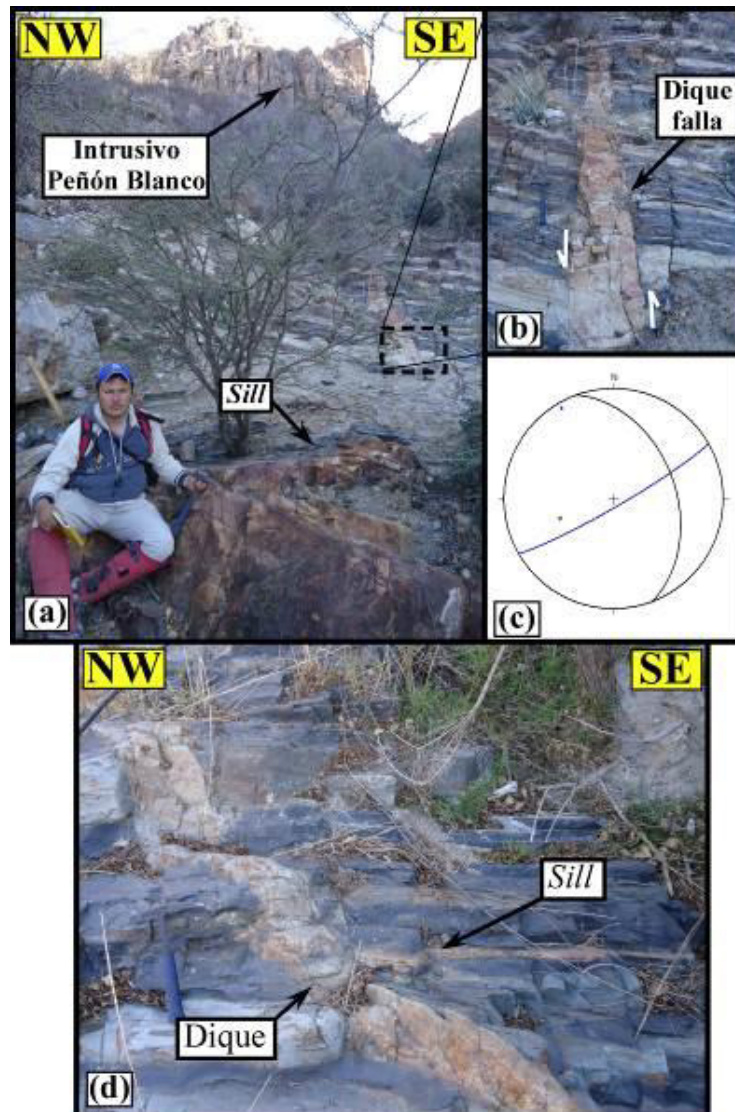 NW
SE
Intrusivo
Peñón Blanco
Sill
(a)
Dique
falla
(b)
N
(c)
NW
SE
Sill
Dique
(d)